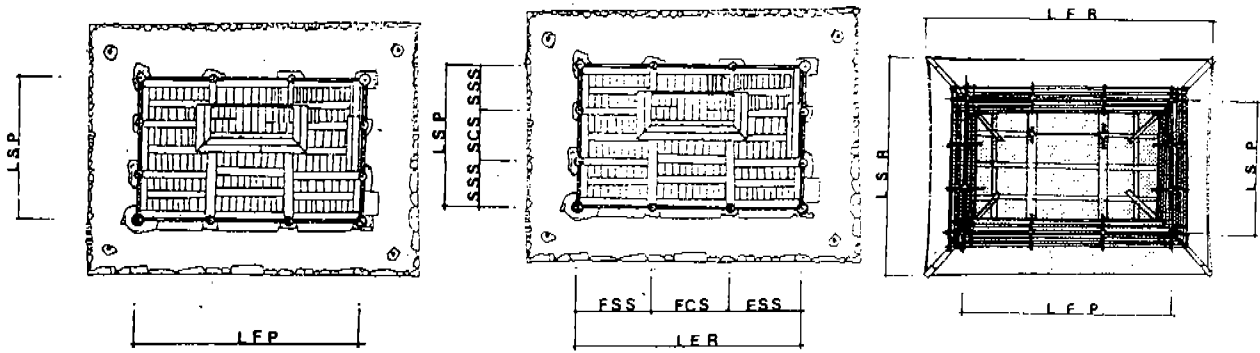 LSP
LFP
LSP
SSS SCS SSS
FSS FCS ESS
LER
LFR
LSR
LSP
LFP